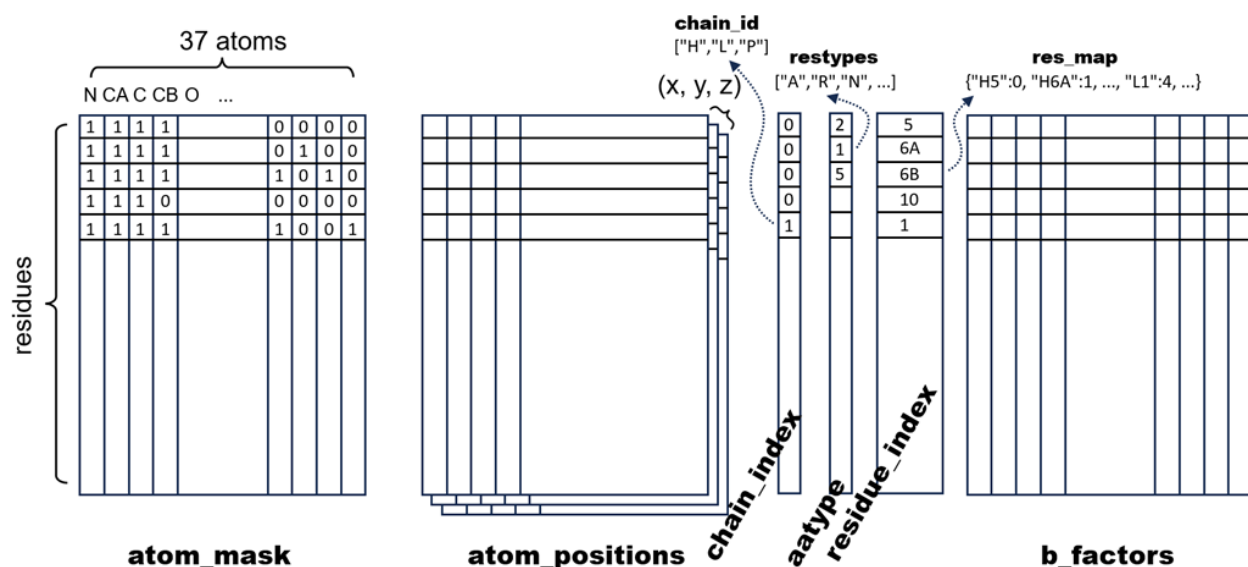 37 atoms
N CA C CB O ...
1 1 1 1 0 0 0 0
1 1 1 1 0 1 0 0
1 1 1 1 1 0 1 0
1 1 1 0 0 0 0 0
1 1 1 1 1 0 0 1
residues
atom_mask
(x, y, z)
atom_positions
chain_id
["H","L","P"]
restypes
["A","R","N", ...]
res_map
{"H5":0, "H6A":1, ..., "L1":4, ...}
0 2 5
0 1 6A
0 5 6B
0 10
1 1
chain_index
aatype
residue_index
b_factors